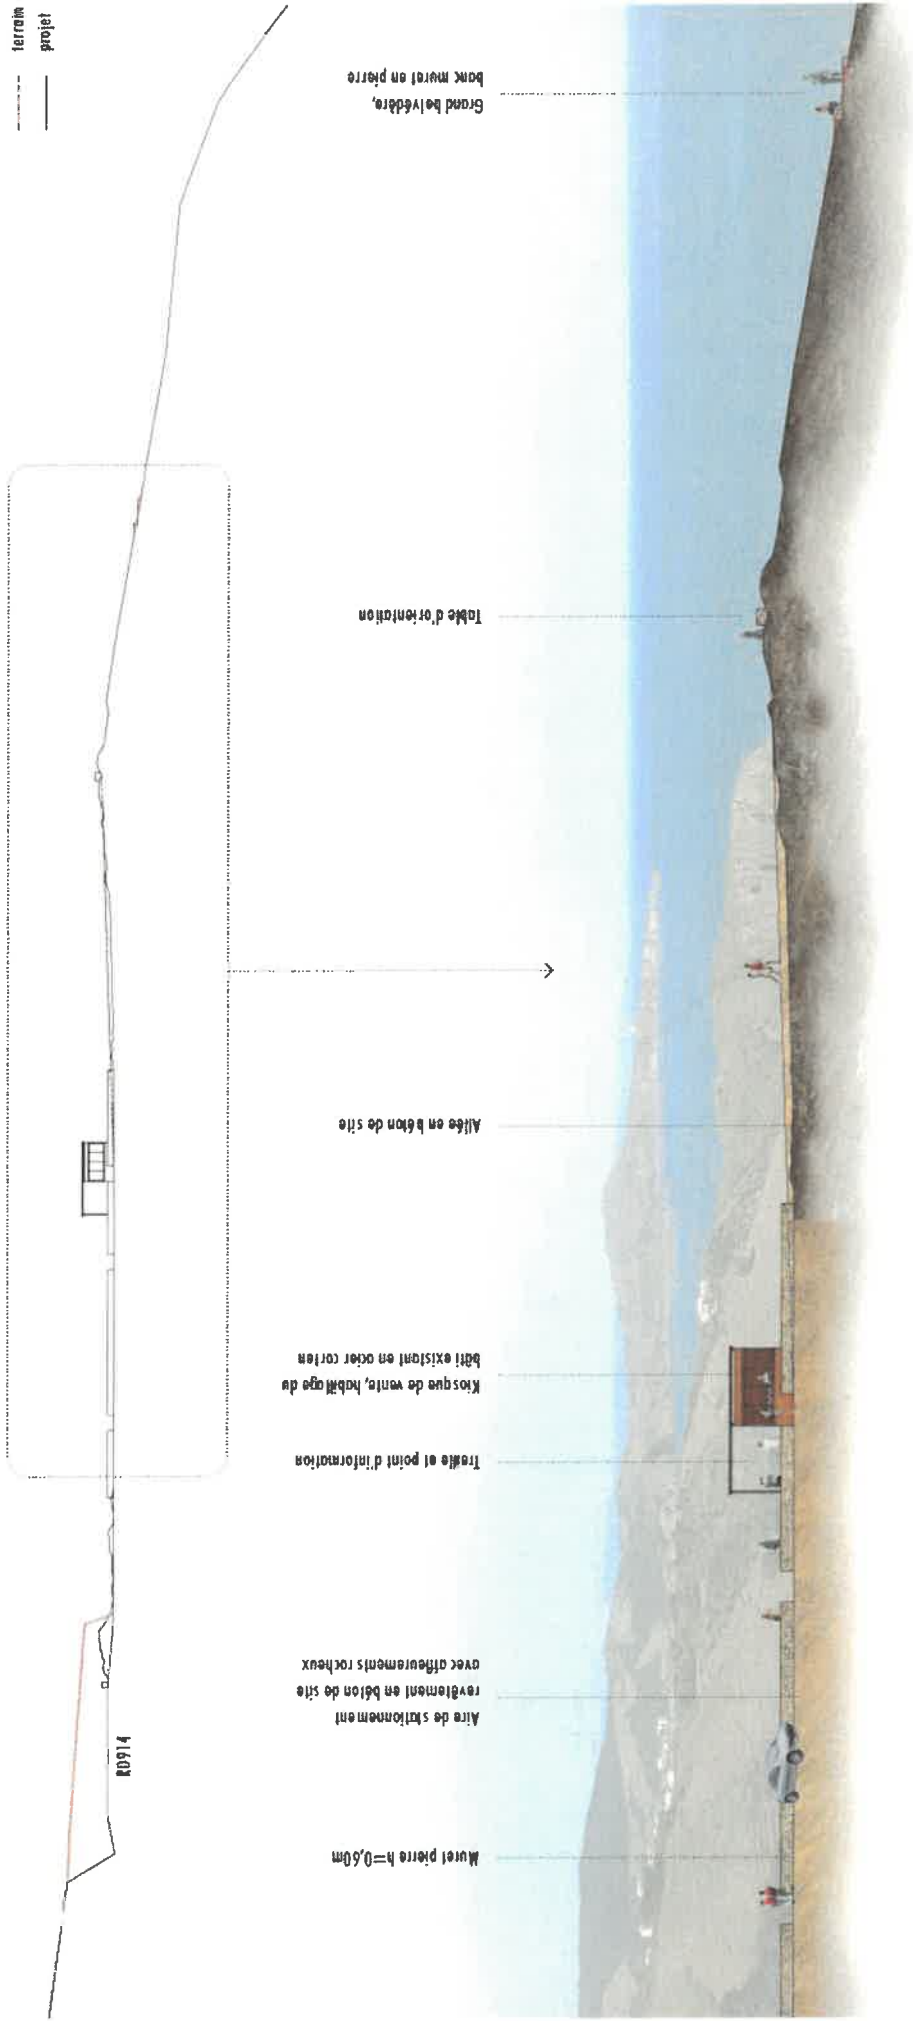 terrain
projet
RD914
Muret pierre h=0,60m
Aire de stationnement
revêtement en béton de site
avec affleurements rocheux
Treille et point d'information
Kiosque de vente, habillage du
bâti existant en acier corten
Allée en béton de site
Table d'orientation
Grand belvédère,
banc muret en pierre